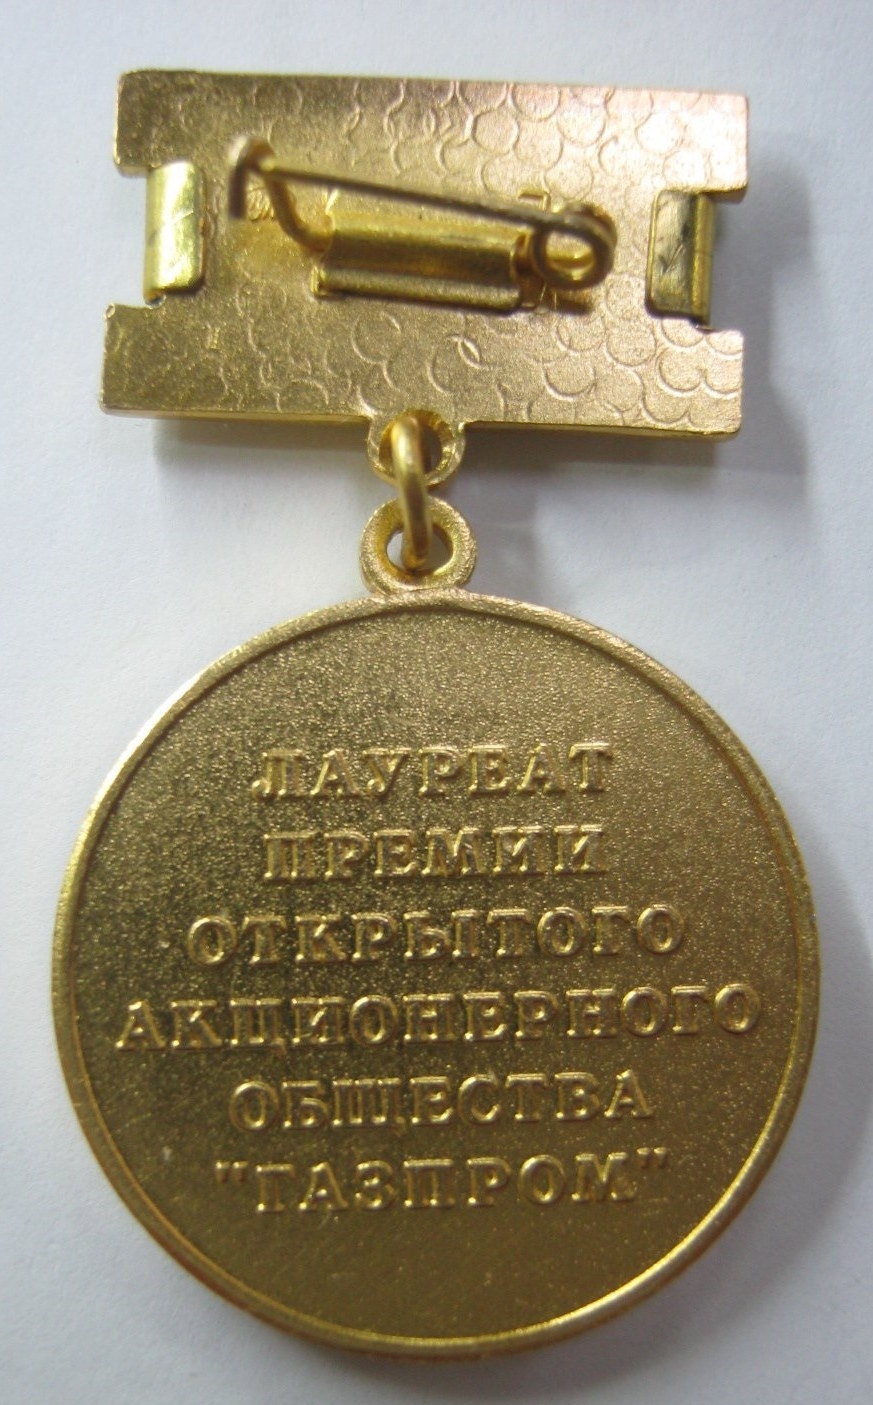 ЛАУРЕАТ
ПРЕМИИ
ОТКРЫТОГО
АКЦИОНЕРНОГО
ОБЩЕСТВА
"ГАЗПРОМ"